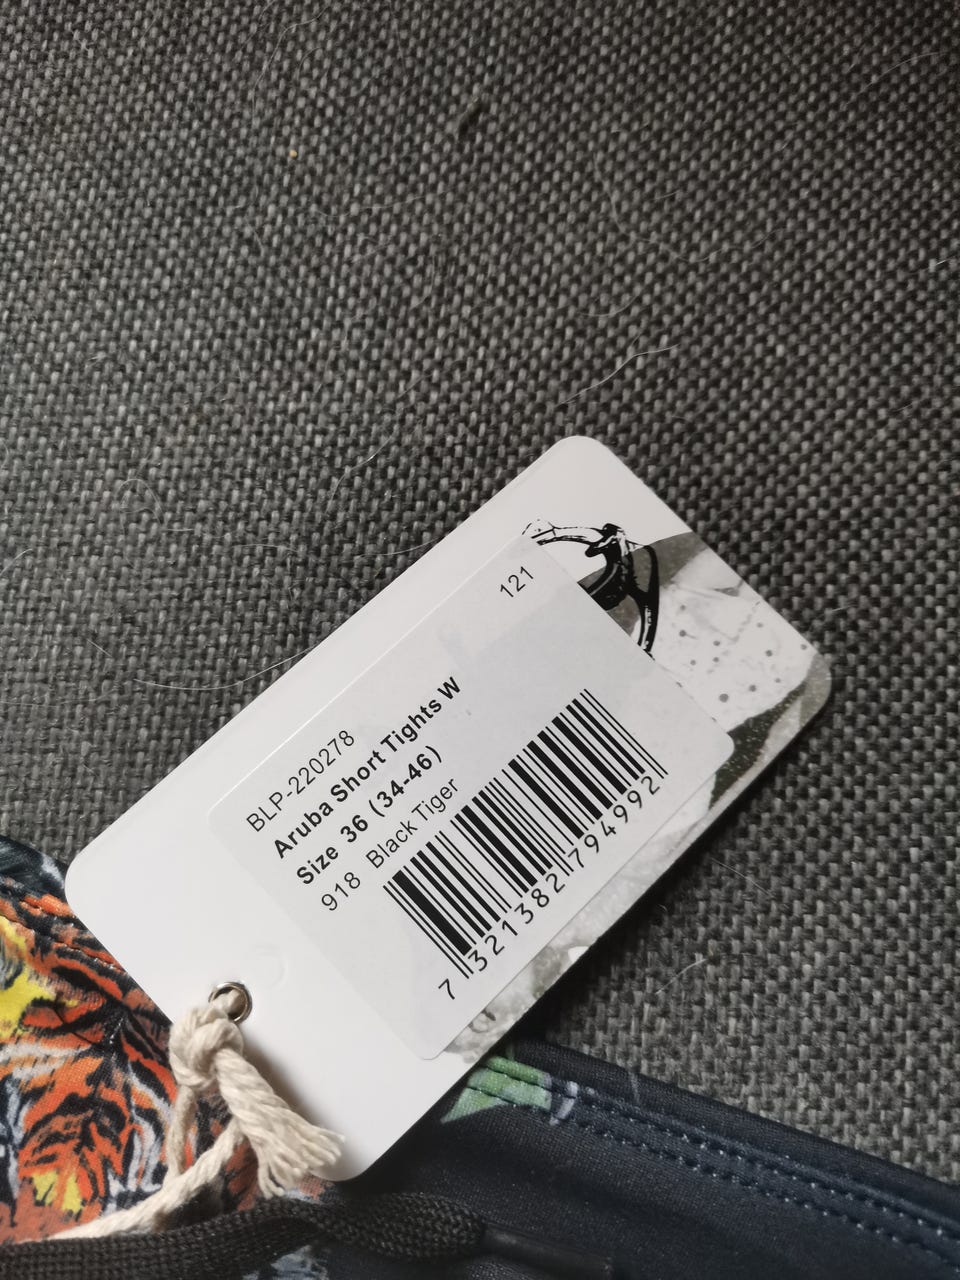 121
BLP-220278
Aruba Short Tights W
Size 36 (34-46)
918 Black Tiger
7 321382 794992